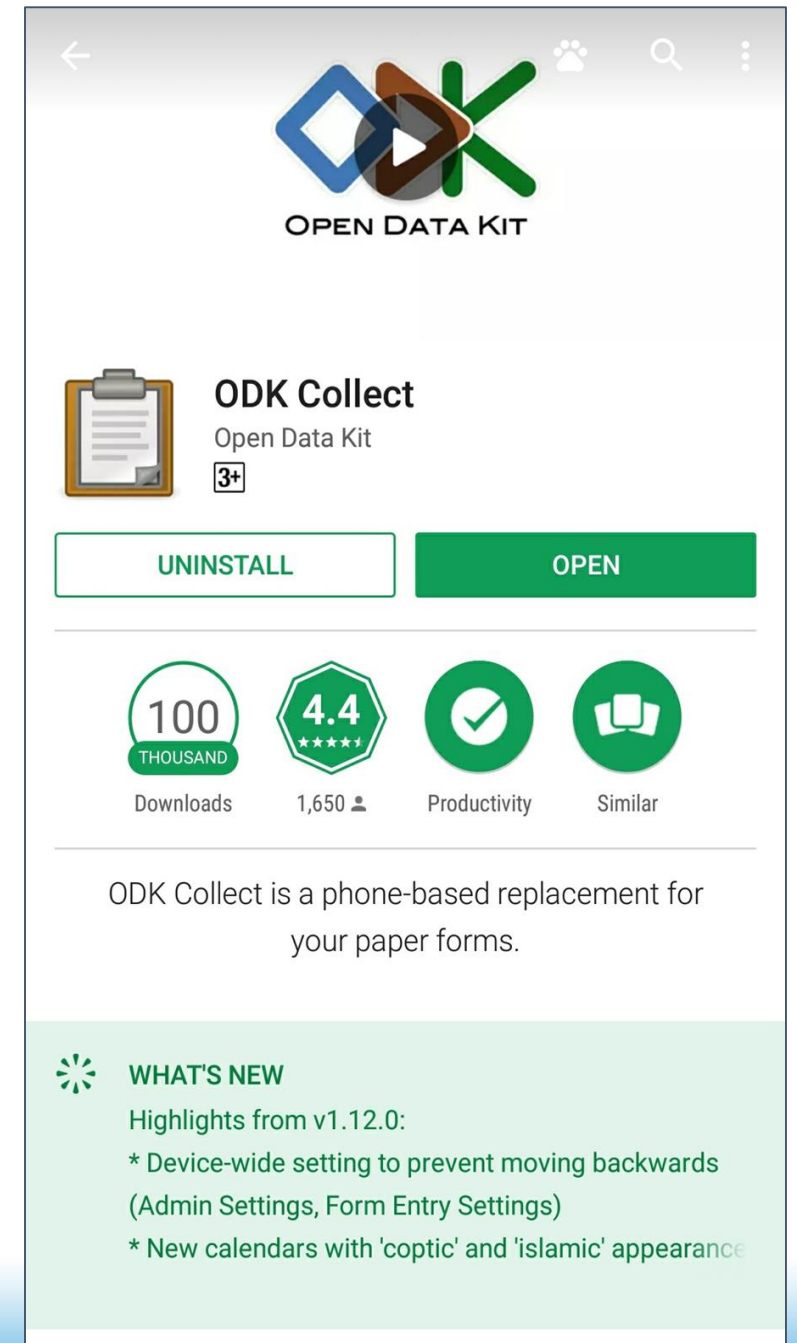 OPEN DATA KIT
ODK Collect
Open Data Kit
3+
UNINSTALL
OPEN
100
THOUSAND
Downloads
4.4
1,650
Productivity
Similar
ODK Collect is a phone-based replacement for
your paper forms.
WHAT'S NEW
Highlights from v1.12.0:
* Device-wide setting to prevent moving backwards
(Admin Settings, Form Entry Settings)
* New calendars with 'coptic' and 'islamic' appearance